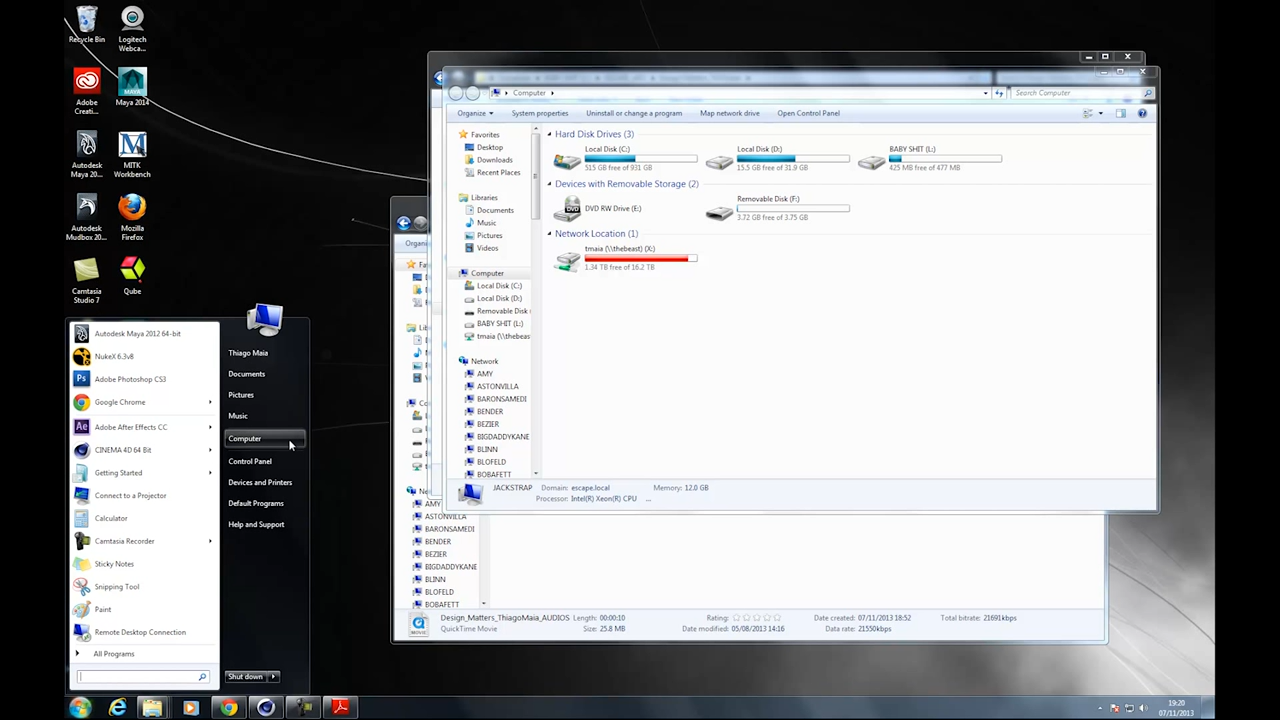 Recycle Bin
Logitech Webca...
Adobe Creati...
Maya 2014
Autodesk Maya 20...
MITK Workbench
Autodesk Mudbox 20...
Mozilla Firefox
Camtasia Studio 7
Qube
Autodesk Maya 2012 64-bit
NukeX 6.3v8
Adobe Photoshop CS3
Google Chrome
Adobe After Effects CC
CINEMA 4D 64 Bit
Getting Started
Connect to a Projector
Calculator
Camtasia Recorder
Sticky Notes
Snipping Tool
Paint
Remote Desktop Connection
All Programs
Thiago Maia
Documents
Pictures
Music
Computer
Control Panel
Devices and Printers
Default Programs
Help and Support
Shut down
Computer
Search Computer
Organize
System properties
Uninstall or change a program
Map network drive
Open Control Panel
Favorites
Desktop
Downloads
Recent Places
Libraries
Documents
Music
Pictures
Videos
Computer
Local Disk (C:)
Local Disk (D:)
Removable Disk
BABY SHIT (L:)
tmaia (\\thebeas
Network
AMY
ASTONVILLA
BARONSAMEDI
BENDER
BEZIER
BIGDADDYKANE
BLINN
BLOFELD
BOBAFETT
Hard Disk Drives (3)
Local Disk (C:)
515 GB free of 931 GB
Local Disk (D:)
15.5 GB free of 31.9 GB
BABY SHIT (L:)
425 MB free of 477 MB
Devices with Removable Storage (2)
DVD RW Drive (E:)
DVD
Removable Disk (F:)
3.72 GB free of 3.75 GB
Network Location (1)
tmaia (\\thebeast) (X:)
1.34 TB free of 16.2 TB
JACKSTRAP
Domain: escape.local
Memory: 12.0 GB
Processor: Intel(R) Xeon(R) CPU ...
Organi
Fa
Lib
Co
Ne
AMY
ASTONVILLA
BARONSAMEDI
BENDER
BEZIER
BIGDADDYKANE
BLINN
BLOFELD
BOBAFETT
Design_Matters_ThiagoMaia_AUDIOS
QuickTime Movie
Length: 00:00:10
Size: 25.8 MB
Rating:
Date modified: 05/08/2013 14:16
Date created: 07/11/2013 18:52
Data rate: 21550kbps
Total bitrate: 21691kbps
MOVIE
19:20
07/11/2013